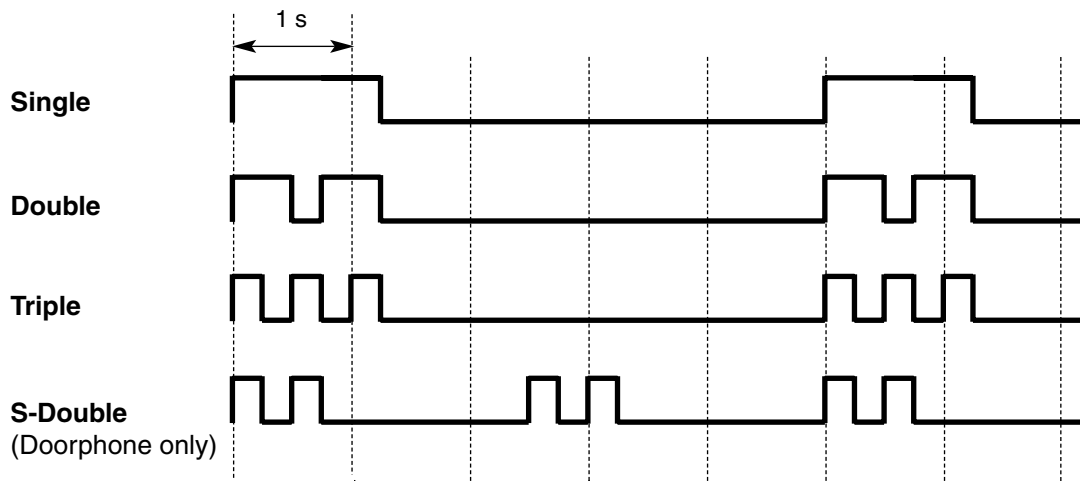 1 s
Single
Double
Triple
S-Double
(Doorphone only)